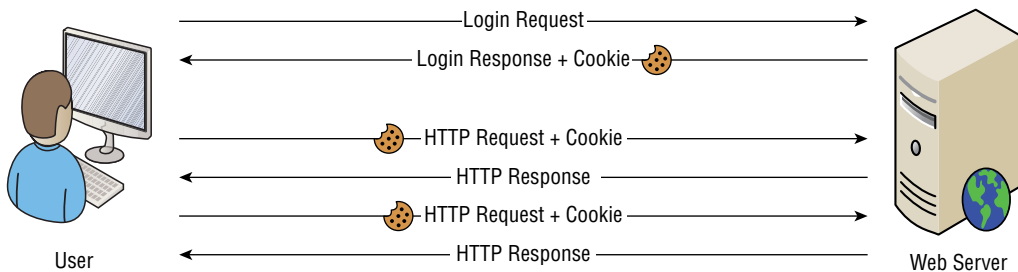 Login Request
Login Response + Cookie
HTTP Request + Cookie
HTTP Response
HTTP Request + Cookie
HTTP Response
User
Web Server